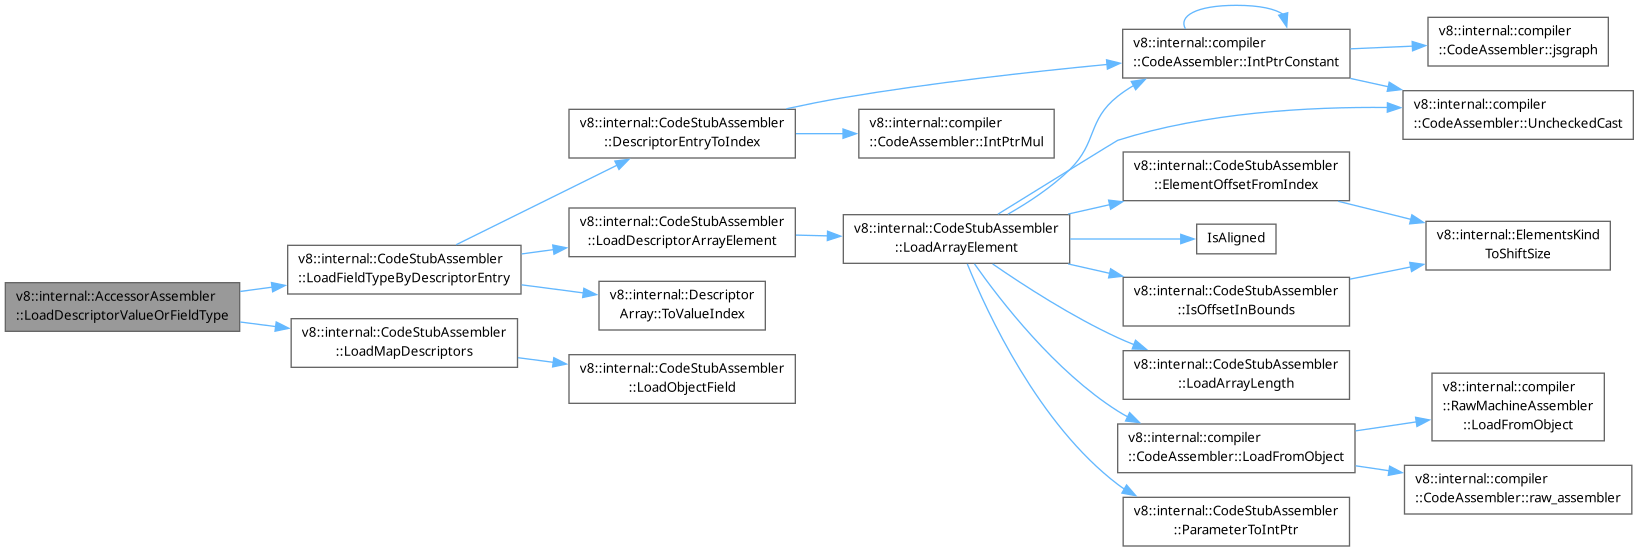 v8::internal::AccessorAssembler
::LoadDescriptorValueOrFieldType
v8::internal::CodeStubAssembler
::LoadFieldTypeByDescriptorEntry
v8::internal::CodeStubAssembler
::LoadMapDescriptors
v8::internal::CodeStubAssembler
::DescriptorEntryToIndex
v8::internal::CodeStubAssembler
::LoadDescriptorArrayElement
v8::internal::Descriptor
Array::ToValueIndex
v8::internal::CodeStubAssembler
::LoadObjectField
v8::internal::compiler
::CodeAssembler::IntPtrMul
v8::internal::CodeStubAssembler
::LoadArrayElement
v8::internal::compiler
::CodeAssembler::IntPtrConstant
v8::internal::CodeStubAssembler
::ElementOffsetFromIndex
IsAligned
v8::internal::CodeStubAssembler
::IsOffsetInBounds
v8::internal::CodeStubAssembler
::LoadArrayLength
v8::internal::compiler
::CodeAssembler::LoadFromObject
v8::internal::CodeStubAssembler
::ParameterToIntPtr
v8::internal::compiler
::CodeAssembler::jsgraph
v8::internal::compiler
::CodeAssembler::UncheckedCast
v8::internal::ElementsKind
ToShiftSize
v8::internal::compiler
::RawMachineAssembler
::LoadFromObject
v8::internal::compiler
::CodeAssembler::raw_assembler